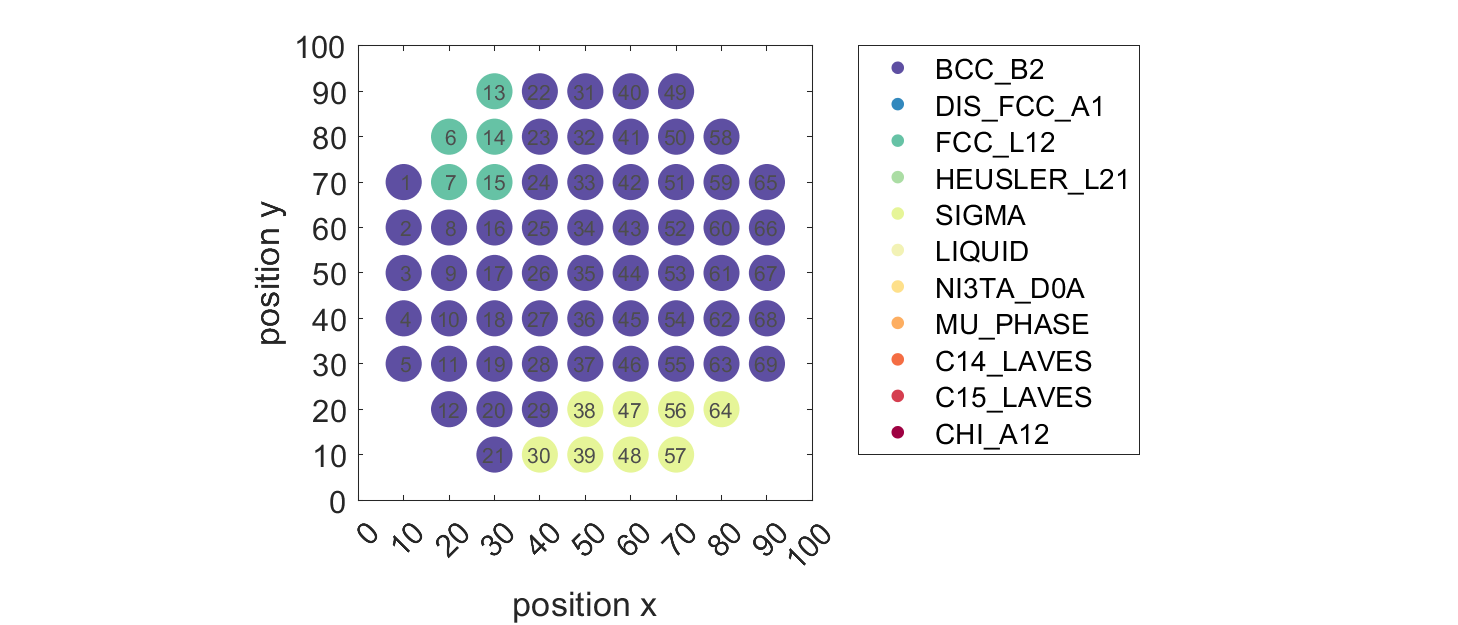 100
90
80
70
60
50
40
30
20
10
0
position y
13 22 31 40 49
6 14 23 32 41 50 58
1 7 15 24 33 42 51 59 65
2 8 16 25 34 43 52 60 66
3 9 17 26 35 44 53 61 67
4 10 18 27 36 45 54 62 68
5 11 19 28 37 46 55 63 69
12 20 29 38 47 56 64
21 30 39 48 57
0 10 20 30 40 50 60 70 80 90 100
position x
BCC_B2
DIS_FCC_A1
FCC_L12
HEUSLER_L21
SIGMA
LIQUID
NI3TA_D0A
MU_PHASE
C14_LAVES
C15_LAVES
CHI_A12